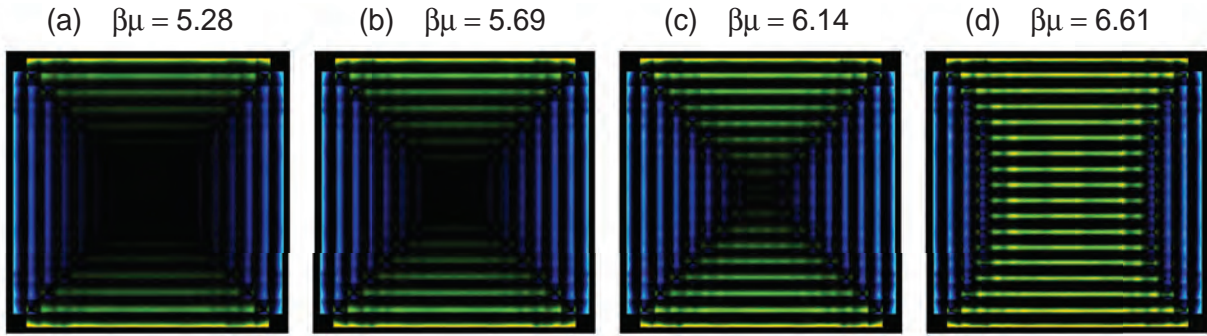 (a) βμ = 5.28
(b) βμ = 5.69
(c) βμ = 6.14
(d) βμ = 6.61